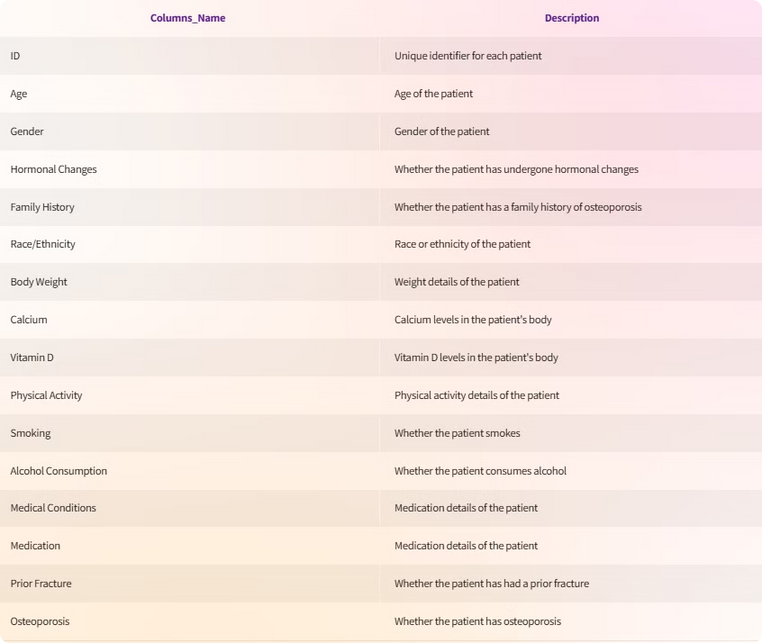 Columns_Name Description
ID Unique identifier for each patient
Age Age of the patient
Gender Gender of the patient
Hormonal Changes Whether the patient has undergone hormonal changes
Family History Whether the patient has a family history of osteoporosis
Race/Ethnicity Race or ethnicity of the patient
Body Weight Weight details of the patient
Calcium Calcium levels in the patient's body
Vitamin D Vitamin D levels in the patient's body
Physical Activity Physical activity details of the patient
Smoking Whether the patient smokes
Alcohol Consumption Whether the patient consumes alcohol
Medical Conditions Medication details of the patient
Medication Medication details of the patient
Prior Fracture Whether the patient has had a prior fracture
Osteoporosis Whether the patient has osteoporosis